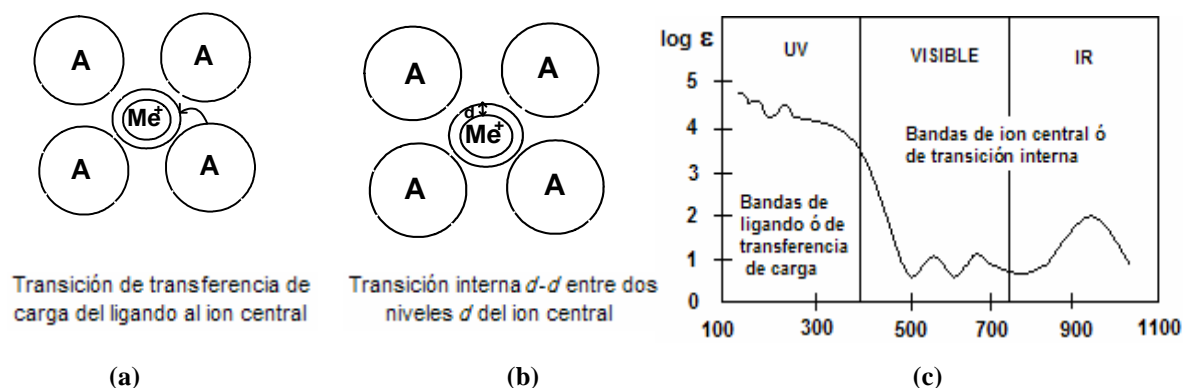 A
A
Me+
A
A
Transición de transferencia de
carga del ligando al ion central
(a)
A
A
d
Me+
A
A
Transición interna d-d entre dos
niveles d del ion central
(b)
log ε
UV
VISIBLE
IR
5
4
3
2
1
0
Bandas de ion central ó
de transición interna
Bandas de
ligando ó de
transferencia
de carga
100
300
500
700
900
1100
(c)